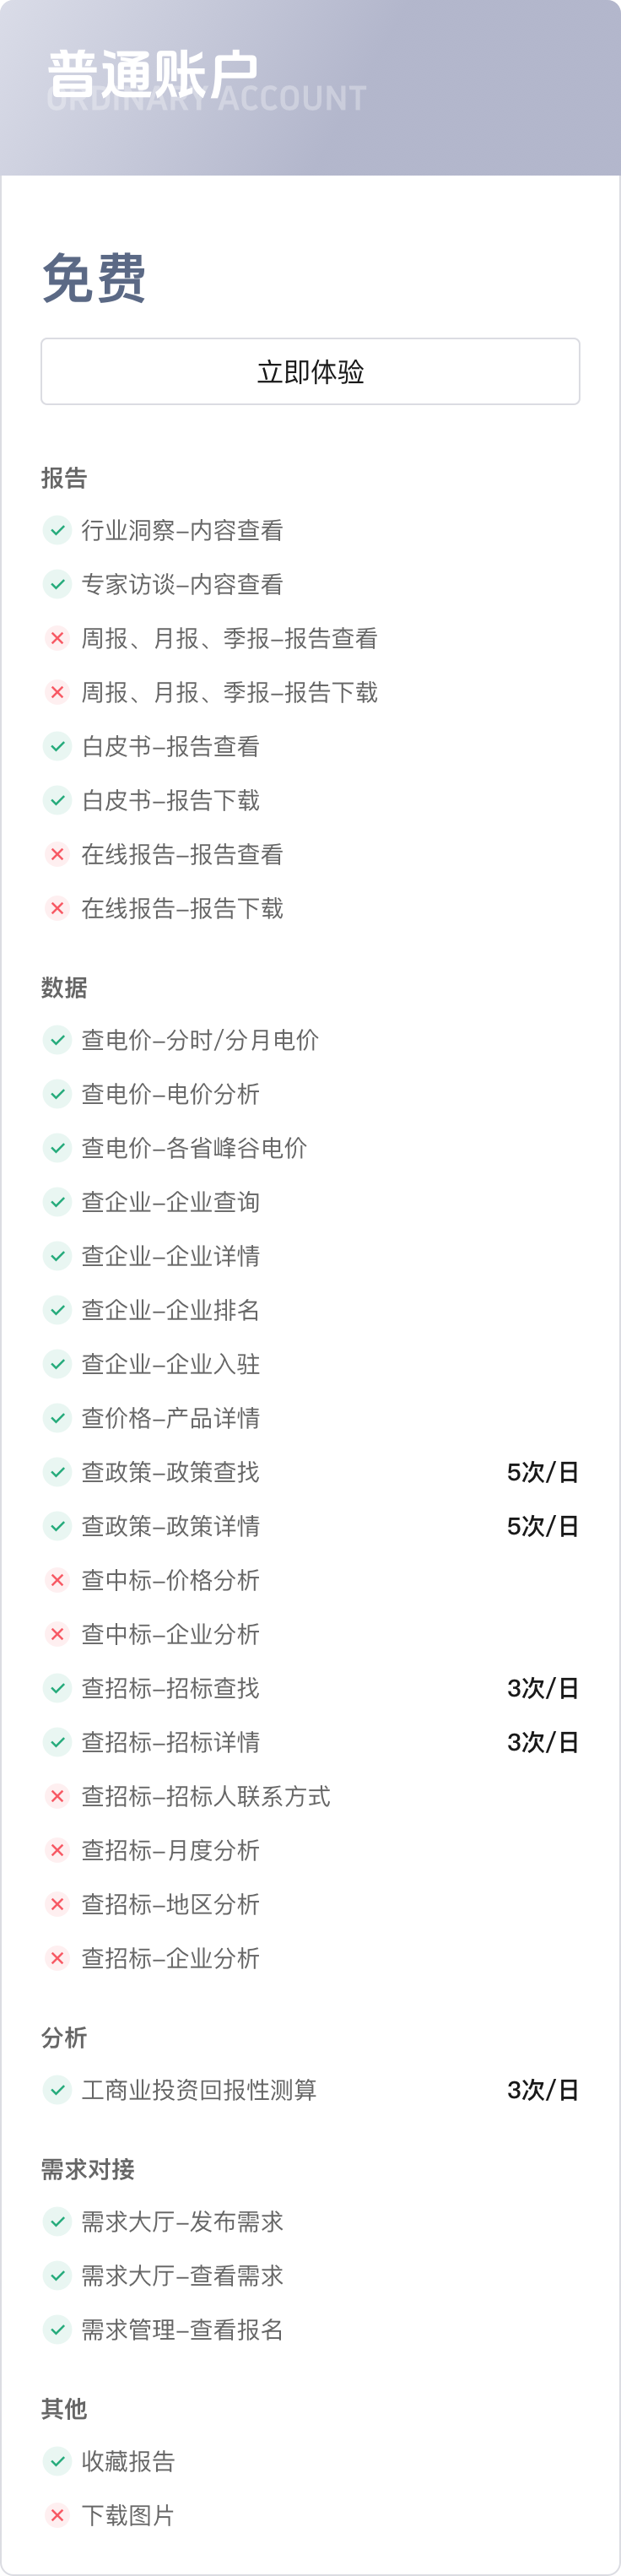 普通账户
ORDINARY ACCOUNT
免费
立即体验
报告
行业洞察-内容查看
专家访谈-内容查看
周报、月报、季报-报告查看
周报、月报、季报-报告下载
白皮书-报告查看
白皮书-报告下载
在线报告-报告查看
在线报告-报告下载
数据
查电价-分时/分月电价
查电价-电价分析
查电价-各省峰谷电价
查企业-企业查询
查企业-企业详情
查企业-企业排名
查企业-企业入驻
查价格-产品详情
查政策-政策查找 5次/日
查政策-政策详情 5次/日
查中标-价格分析
查中标-企业分析
查招标-招标查找 3次/日
查招标-招标详情 3次/日
查招标-招标人联系方式
查招标-月度分析
查招标-地区分析
查招标-企业分析
分析
工商业投资回报性测算 3次/日
需求对接
需求大厅-发布需求
需求大厅-查看需求
需求管理-查看报名
其他
收藏报告
下载图片